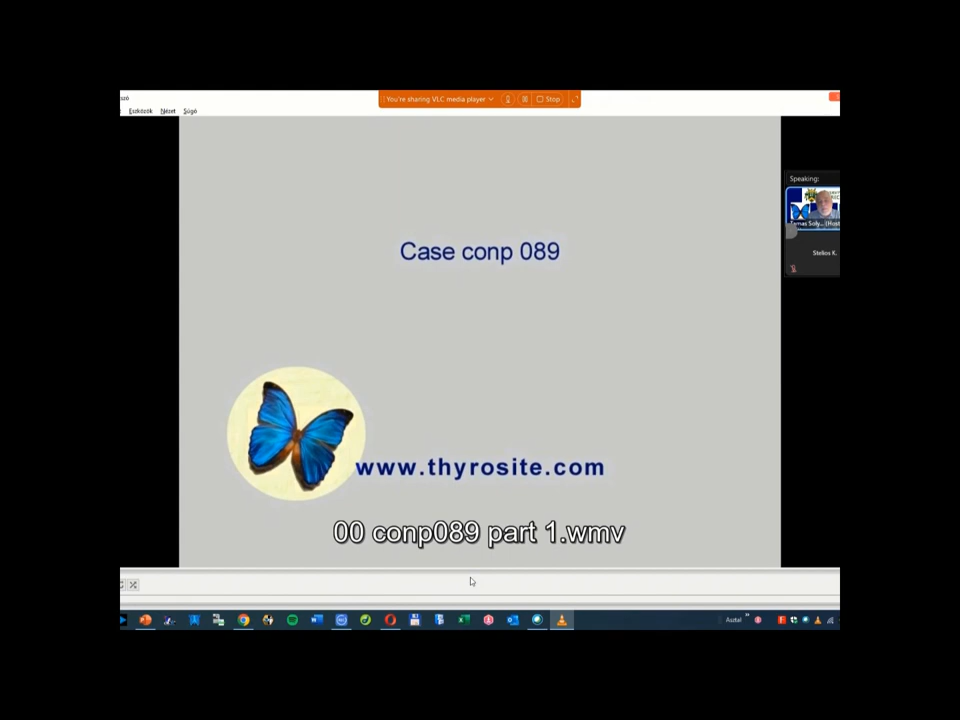 You're sharing VLC media player
Stop
Eszközök Nézet Súgó
Speaking:
Stelios K.
Case conp 089
www.thyrosite.com
00 conp089 part 1.wmv
Asztal